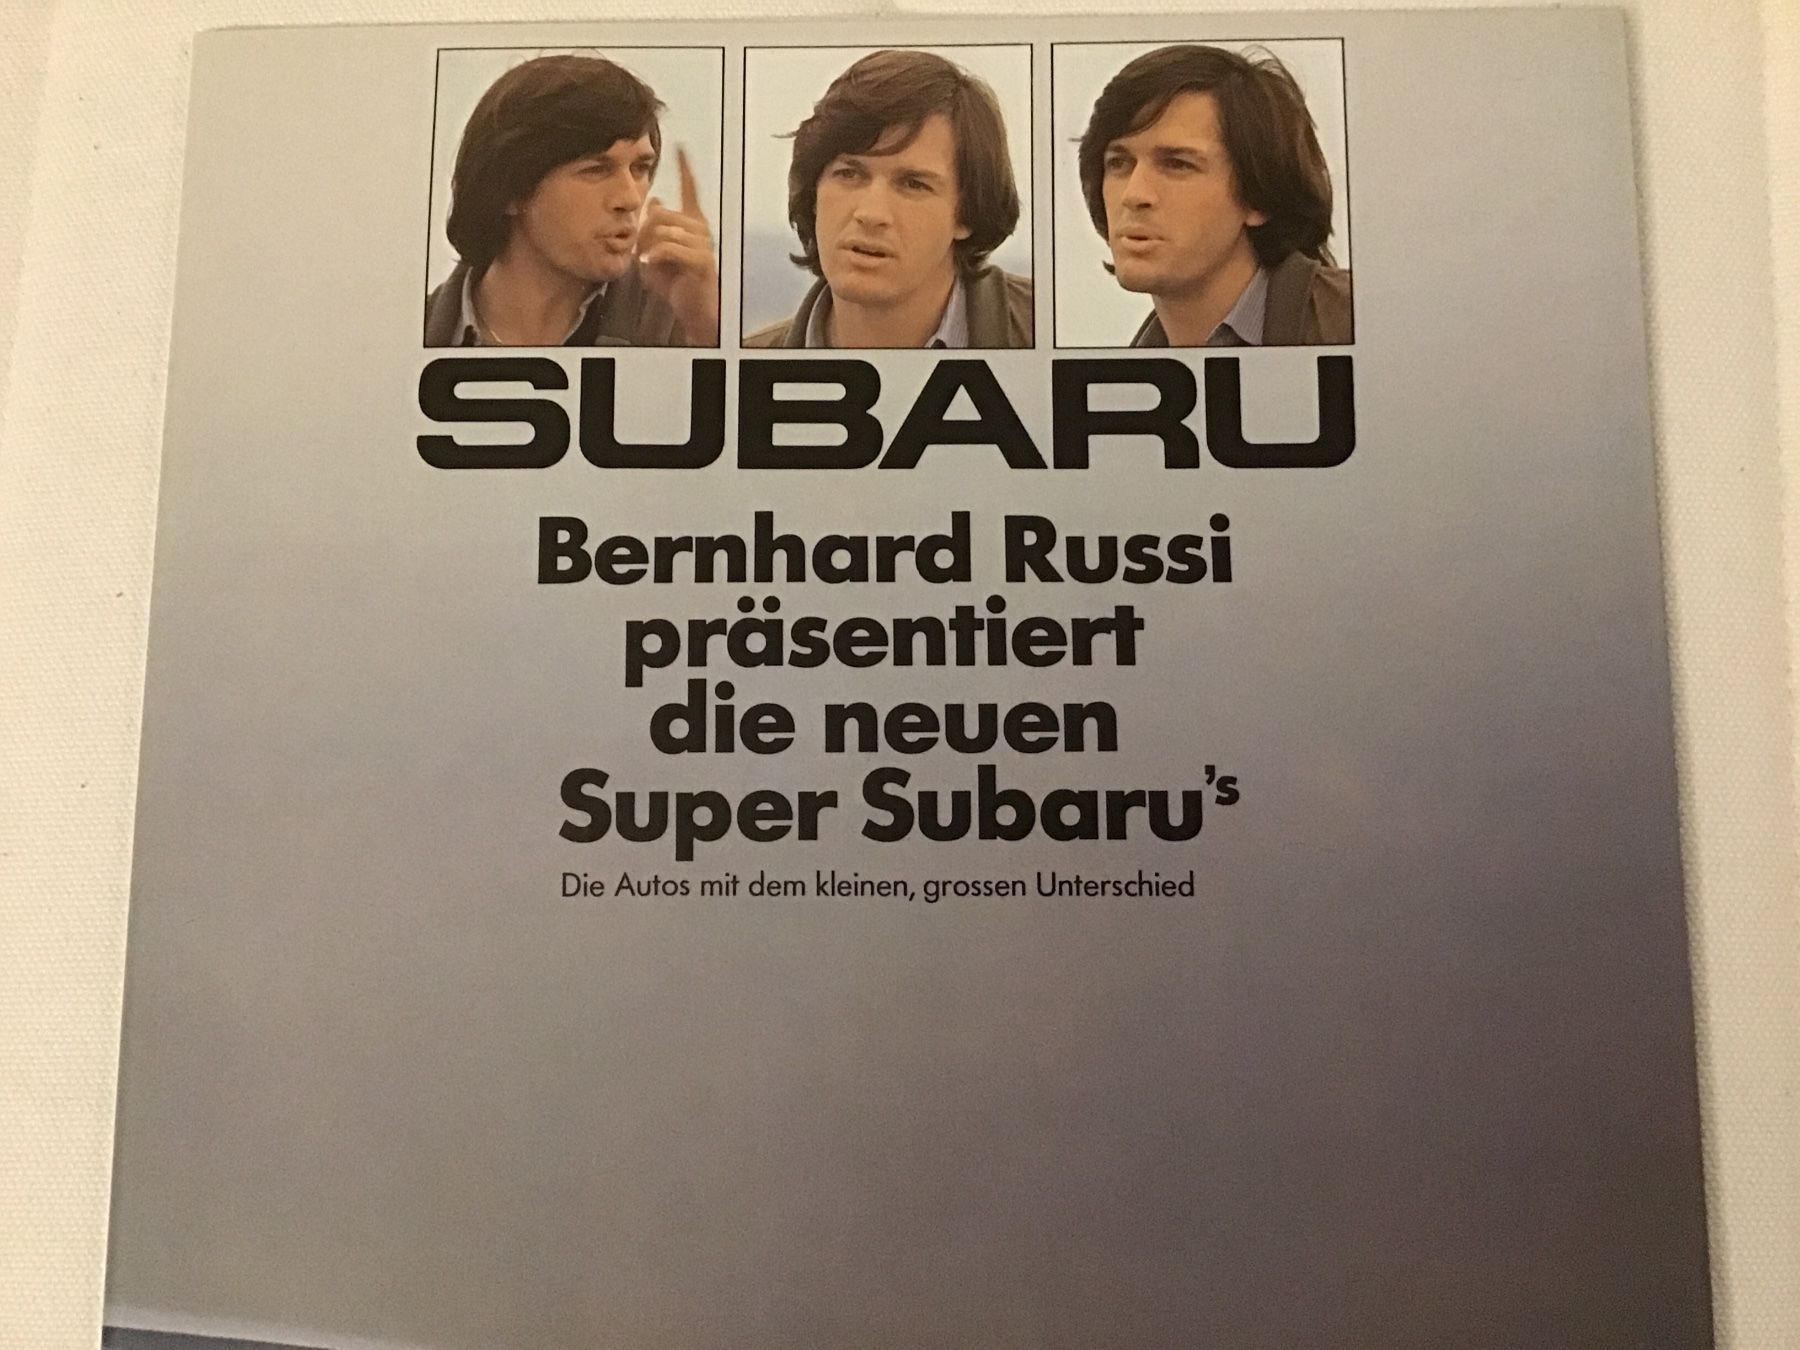 SUBARU
Bernhard Russi
präsentiert
die neuen
Super Subaru's
Die Autos mit dem kleinen, grossen Unterschied